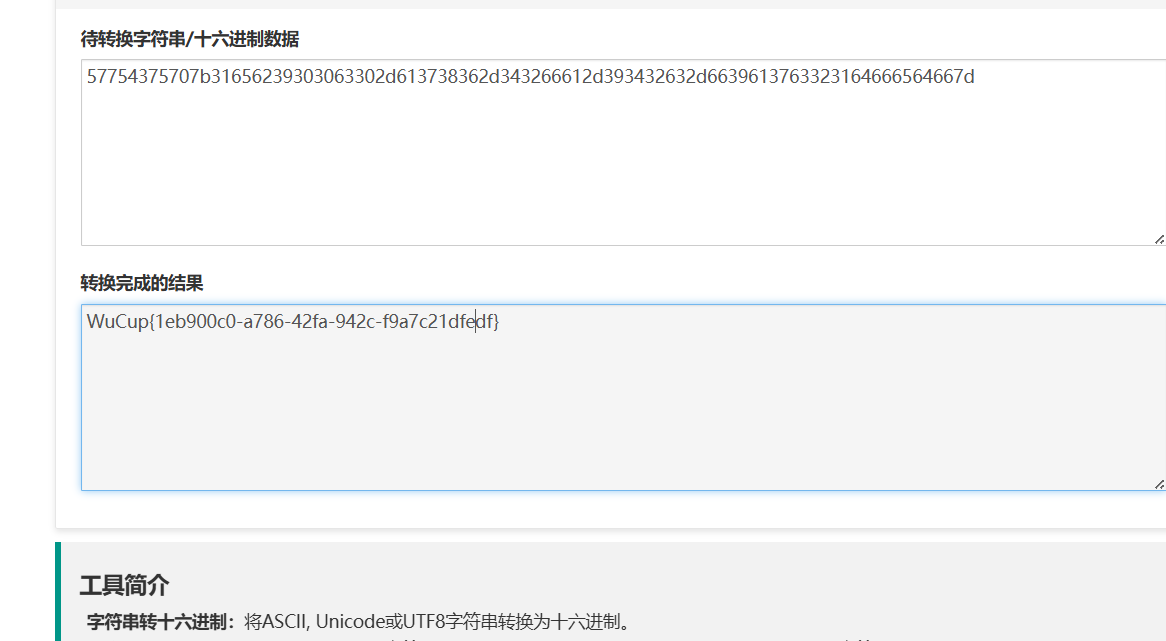 待转换字符串/十六进制数据
57754375707b31656239303063302d613738362d343266612d393432632d6639613763323164666564667d
转换完成的结果
WuCup{1eb900c0-a786-42fa-942c-f9a7c21dfedf}
工具简介
字符串转十六进制：将ASCII, Unicode或UTF8字符串转换为十六进制。